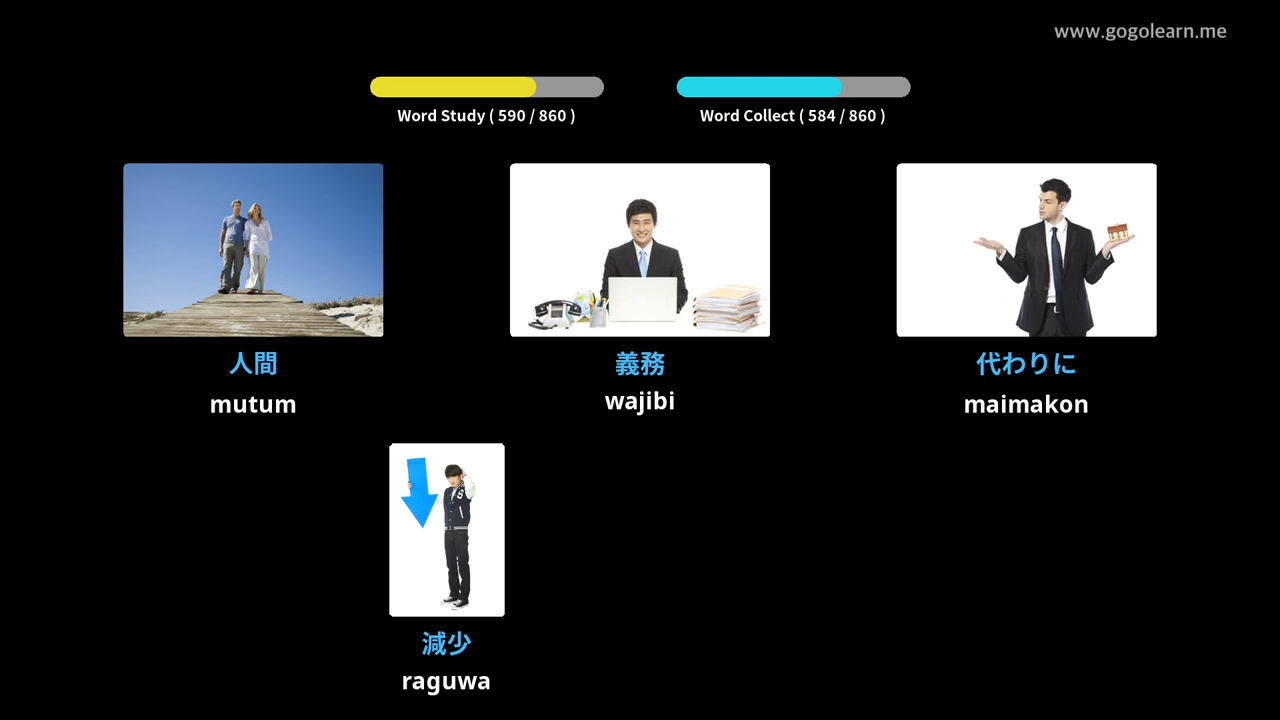 www.gogolearn.me
Word Study ( 590 / 860 )
Word Collect ( 584 / 860 )
人間
mutum
義務
wajibi
代わりに
maimakon
減少
raguwa